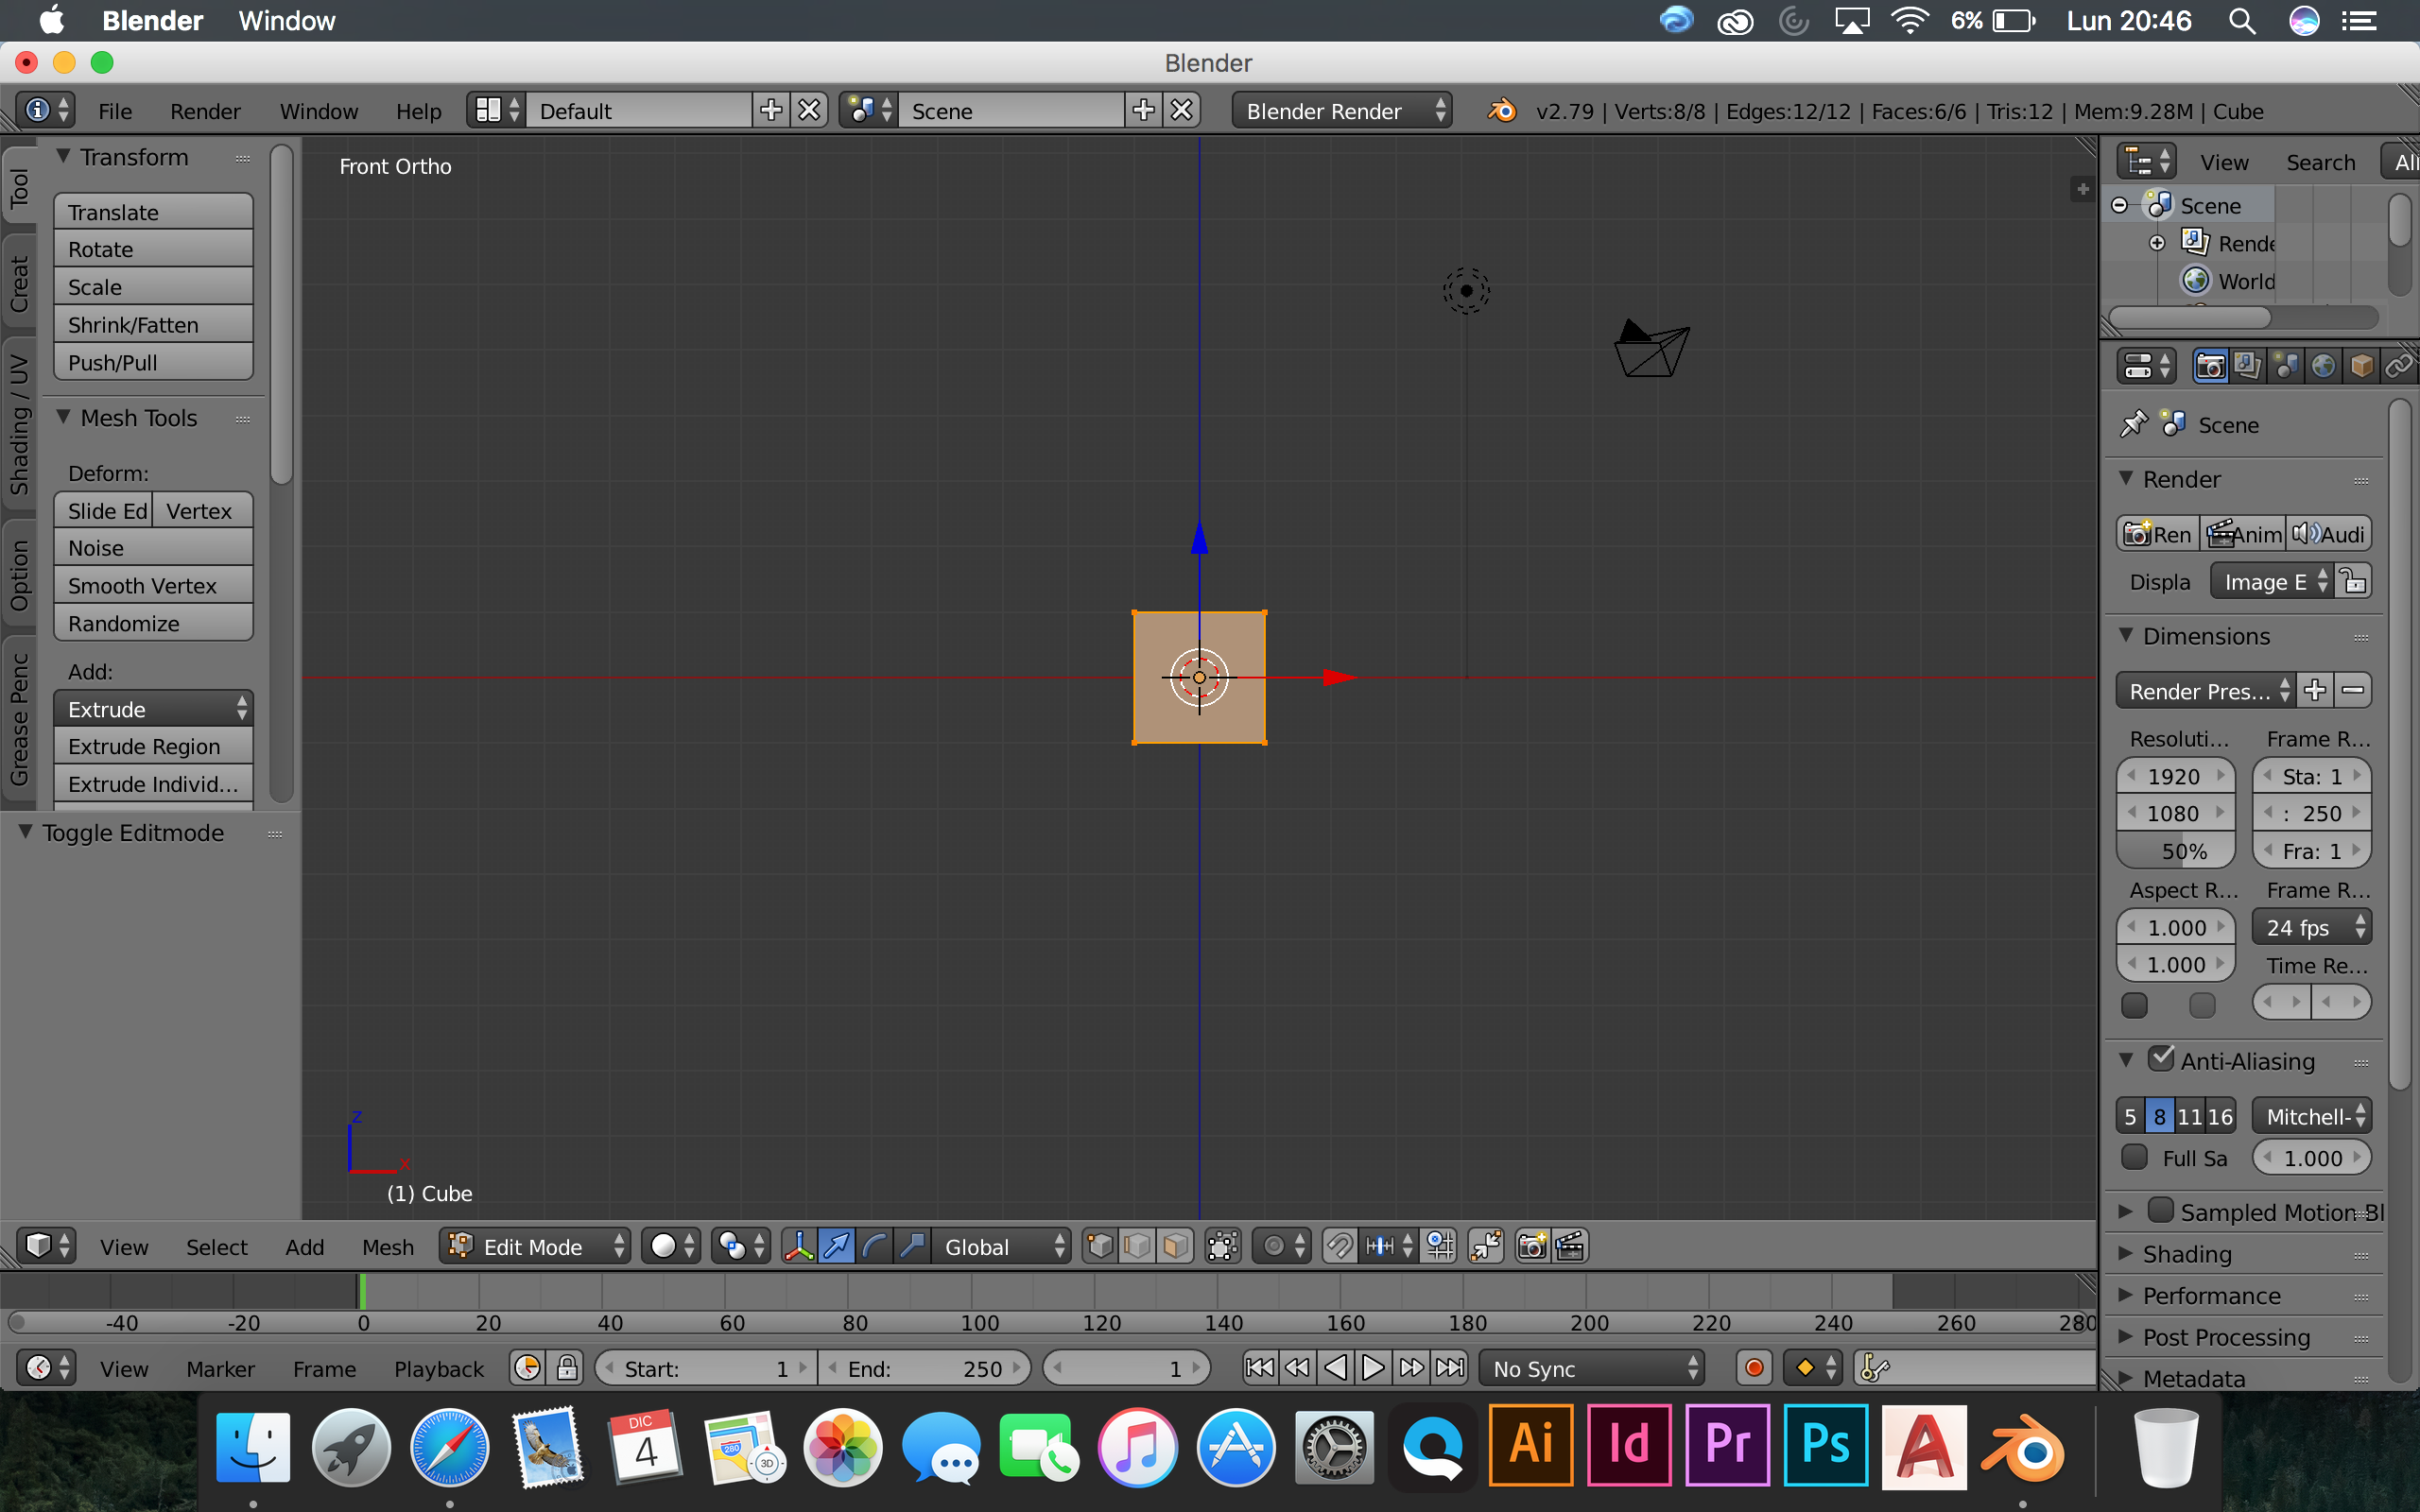 Blender Window 6% Lun 20:46
Blender
File Render Window Help Default Scene Blender Render v2.79 | Verts:8/8 | Edges:12/12 | Faces:6/6 | Tris:12 | Mem:9.28M | Cube
Tool
Creat
Shading / UV
Option
Grease Penc
Transform
Translate
Rotate
Scale
Shrink/Fatten
Push/Pull
Mesh Tools
Deform:
Slide Ed Vertex
Noise
Smooth Vertex
Randomize
Add:
Extrude
Extrude Region
Extrude Individ...
Toggle Editmode
Front Ortho
z
x
(1) Cube
View Search All
Scene
Rende
World
Scene
Render
Ren Anim Audi
Displa Image E
Dimensions
Render Pres...
Resoluti... Frame R...
1920 Sta: 1
1080 : 250
50% Fra: 1
Aspect R... Frame R...
1.000 24 fps
1.000 Time Re...
Anti-Aliasing
5 8 11 16 Mitchell-
Full Sa 1.000
Sampled Motion Bl
Shading
Performance
Post Processing
Metadata
View Select Add Mesh Edit Mode Global
-40 -20 0 20 40 60 80 100 120 140 160 180 200 220 240 260 280
View Marker Frame Playback Start: 1 End: 250 1 No Sync
DIC
4
280
3D
Ai Id Pr Ps